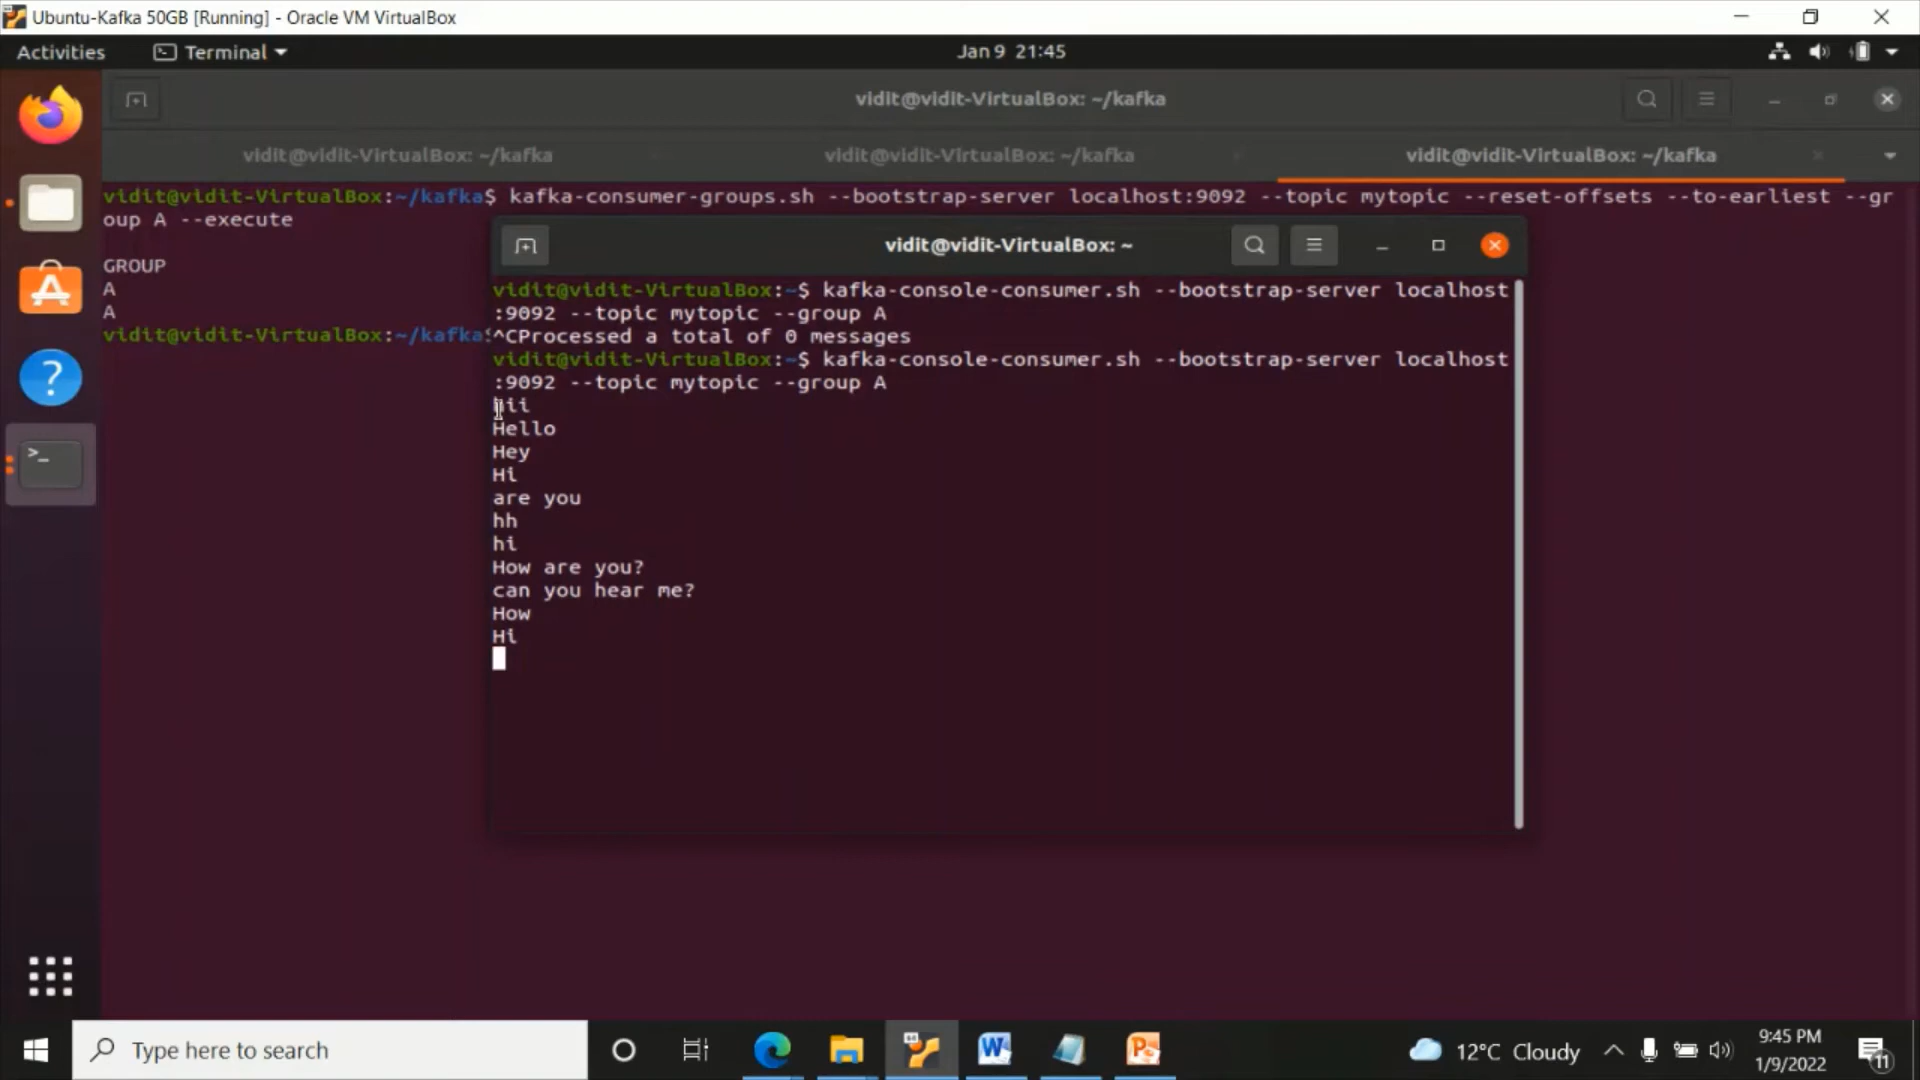 Ubuntu-Kafka 50GB [Running] - Oracle VM VirtualBox
Activities
Terminal
Jan 9 21:45
vidit@vidit-VirtualBox: ~/kafka
vidit@vidit-VirtualBox: ~/kafka
vidit@vidit-VirtualBox: ~/kafka
vidit@vidit-VirtualBox: ~/kafka
vidit@vidit-VirtualBox:~/kafka$ kafka-consumer-groups.sh --bootstrap-server localhost:9092 --topic mytopic --reset-offsets --to-earliest --gr
oup A --execute
GROUP
A
A
vidit@vidit-VirtualBox:~/kafka$
vidit@vidit-VirtualBox: ~
vidit@vidit-VirtualBox:~$ kafka-console-consumer.sh --bootstrap-server localhost
:9092 --topic mytopic --group A
^CProcessed a total of 0 messages
vidit@vidit-VirtualBox:~$ kafka-console-consumer.sh --bootstrap-server localhost
:9092 --topic mytopic --group A
hii
Hello
Hey
Hi
are you
hh
hi
How are you?
can you hear me?
How
Hi
Type here to search
12°C Cloudy
9:45 PM
1/9/2022
11